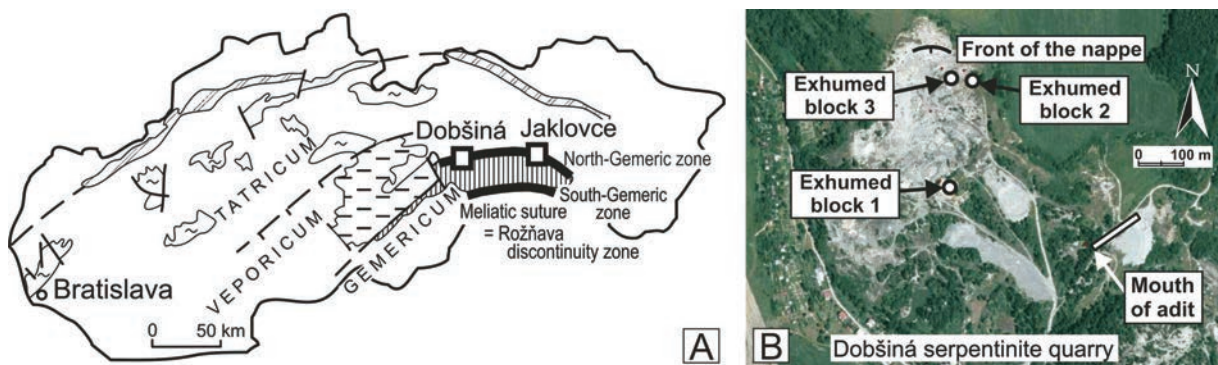 Dobšiná
Jaklovce
North-Gemeric zone
South-Gemeric
zone
Meliatic suture
= Rožňava
discontinuity zone
TATRICUM
VEPORICUM
GEMERICUM
Bratislava
0 50 km
A
Front of the nappe
N
Exhumed
block 3
Exhumed
block 2
0 100 m
Exhumed
block 1
Mouth
of adit
B
Dobšiná serpentinite quarry